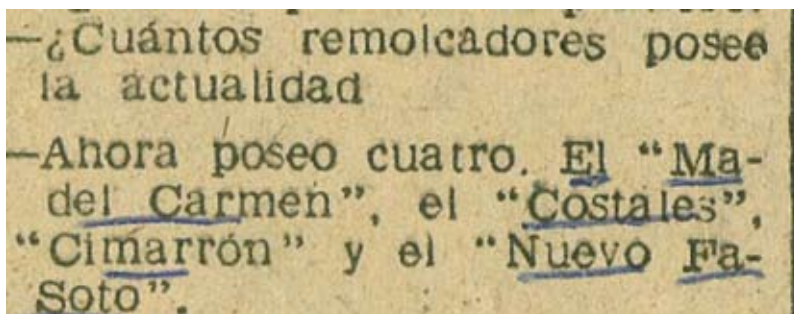 —¿Cuántos remolcadores posee
la actualidad
—Ahora poseo cuatro. El “Ma-
del Carmen”, el “Costales”,
“Cimarrón” y el “Nuevo Fa-
Soto”.